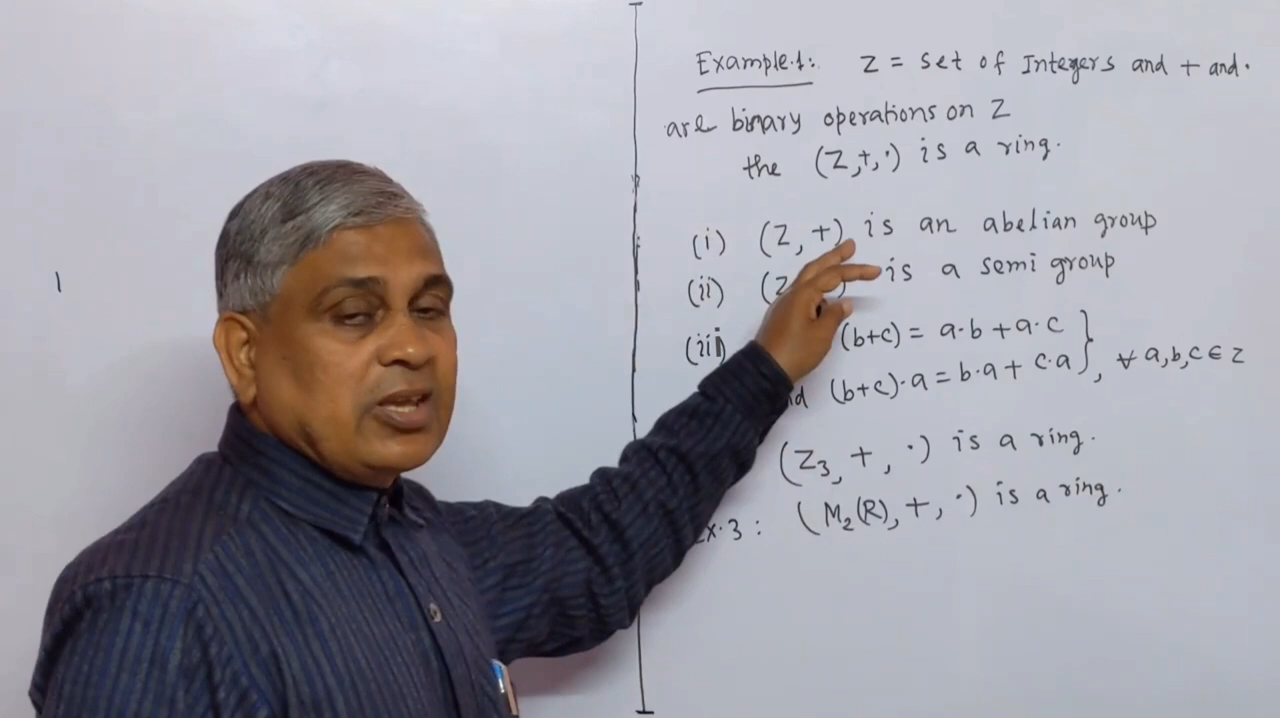 Example.1:. Z = set of Integers and + and.
are binary operations on Z
the (Z,+,·) is a ring.
(i) (Z, +) is an abelian group
(ii) (Z is a semi group
(iii) (b+c) = a·b + a·c
(b+c)·a = b·a + c·a }, ∀ a,b,c ∈ Z
(Z₃, +, ·) is a ring.
x.3 : (M₂(R), +, ·) is a ring.